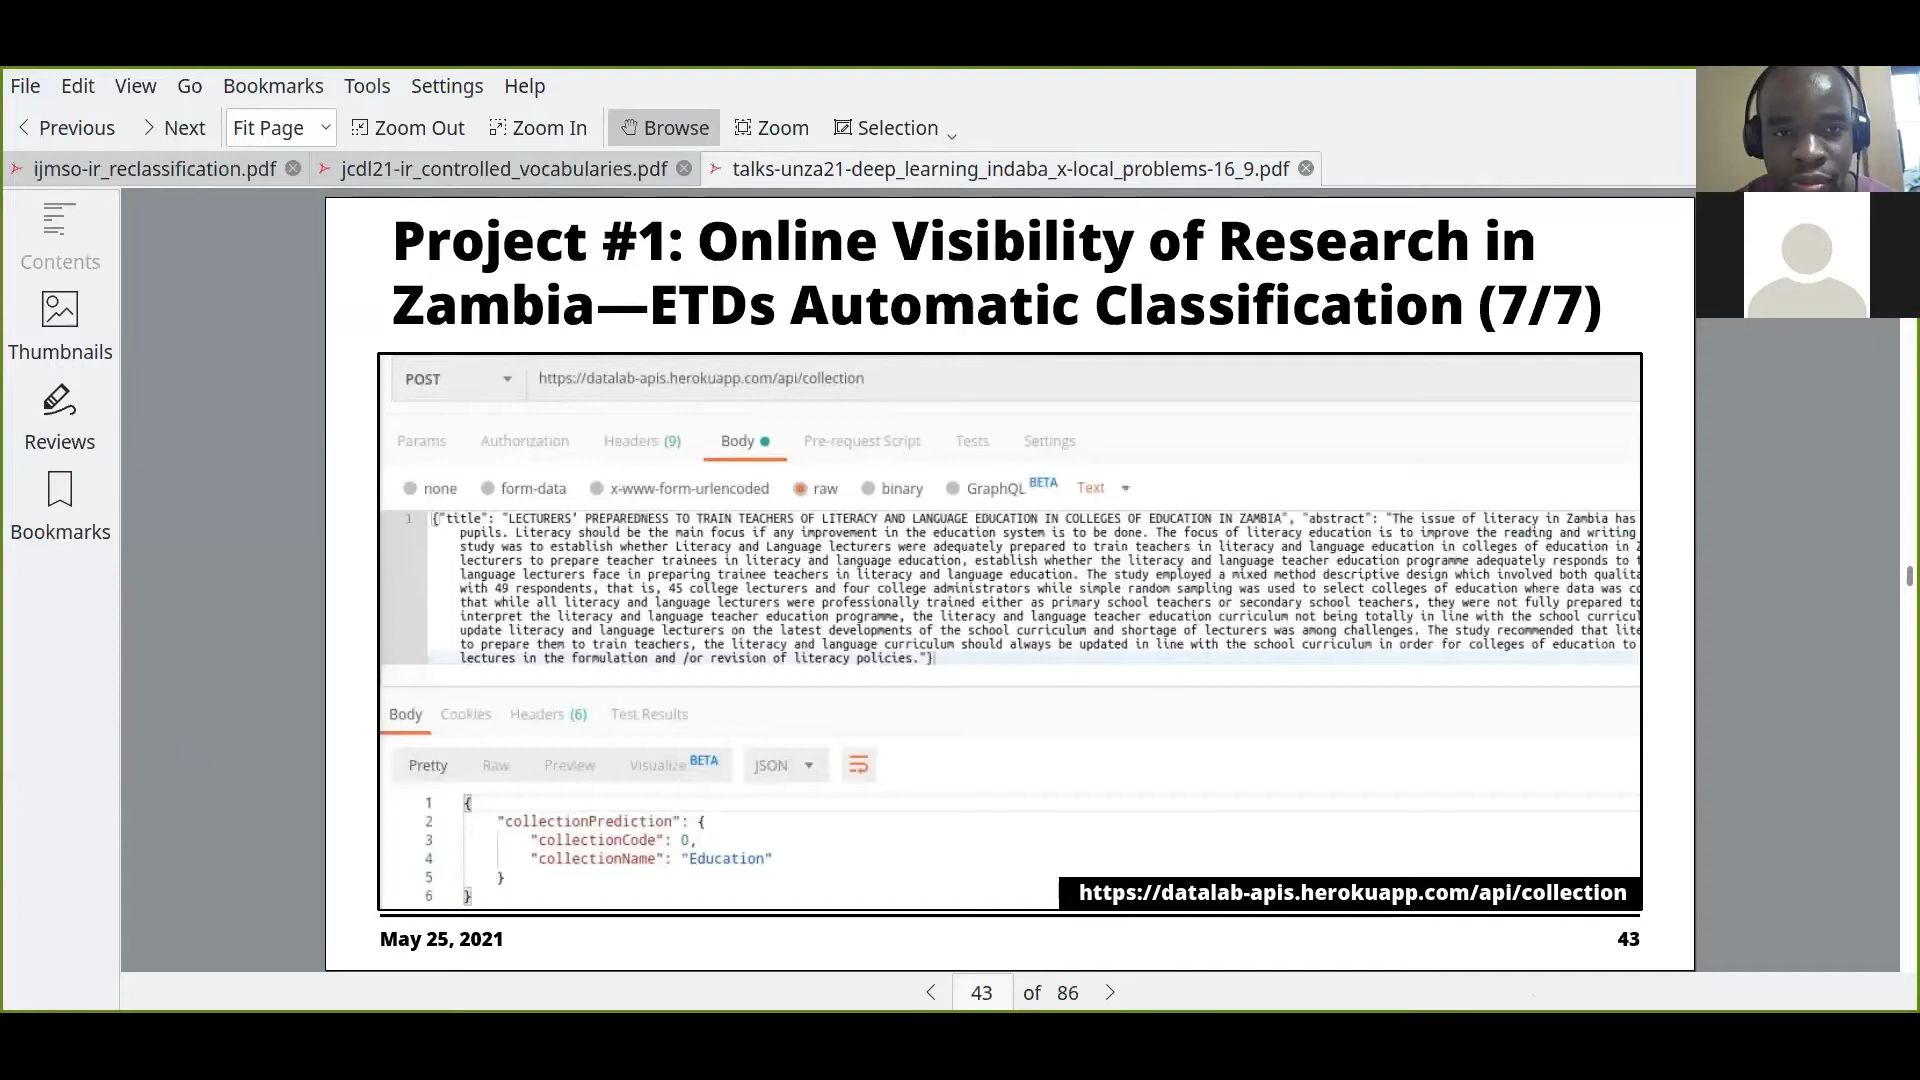 File Edit View Go Bookmarks Tools Settings Help
Previous Next Fit Page Zoom Out Zoom In Browse Zoom Selection
ijmso-ir_reclassification.pdf jcdl21-ir_controlled_vocabularies.pdf talks-unza21-deep_learning_indaba_x-local_problems-16_9.pdf
Contents
Thumbnails
Reviews
Bookmarks
Project #1: Online Visibility of Research in
Zambia—ETDs Automatic Classification (7/7)
POST https://datalab-apis.herokuapp.com/api/collection
Params Authorization Headers (9) Body Pre-request Script Tests Settings
none form-data x-www-form-urlencoded raw binary GraphQL BETA Text
1 {"title": "LECTURERS’ PREPAREDNESS TO TRAIN TEACHERS OF LITERACY AND LANGUAGE EDUCATION IN COLLEGES OF EDUCATION IN ZAMBIA", "abstract": "The issue of literacy in Zambia has
pupils. Literacy should be the main focus if any improvement in the education system is to be done. The focus of literacy education is to improve the reading and writing
study was to establish whether Literacy and Language lecturers were adequately prepared to train teachers in literacy and language education in colleges of education in
lecturers to prepare teacher trainees in literacy and language education, establish whether the literacy and language teacher education programme adequately responds to
language lecturers face in preparing trainee teachers in literacy and language education. The study employed a mixed method descriptive design which involved both
with 49 respondents, that is, 45 college lecturers and four college administrators while simple random sampling was used to select colleges of education where data was
that while all literacy and language lecturers were professionally trained either as primary school teachers or secondary school teachers, they were not fully prepared to
interpret the literacy and language teacher education programme, the literacy and language teacher education curriculum not being totally in line with the school
update literacy and language lecturers on the latest developments of the school curriculum and shortage of lecturers was among challenges. The study recommended that
to prepare them to train teachers, the literacy and language curriculum should always be updated in line with the school curriculum in order for colleges of education to
lectures in the formulation and /or revision of literacy policies."}
Body Cookies Headers (6) Test Results
Pretty Raw Preview Visualize BETA JSON
1 {
2 "collectionPrediction": {
3 "collectionCode": 0,
4 "collectionName": "Education"
5 }
6 }
https://datalab-apis.herokuapp.com/api/collection
May 25, 2021 43
43 of 86